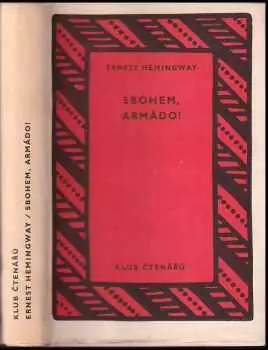 KLUB ČTENÁŘŮ
ERNEST HEMINGWAY / SBOHEM, ARMÁDO!
ERNEST HEMINGWAY
SBOHEM,
ARMÁDO!
KLUB ČTENÁŘŮ